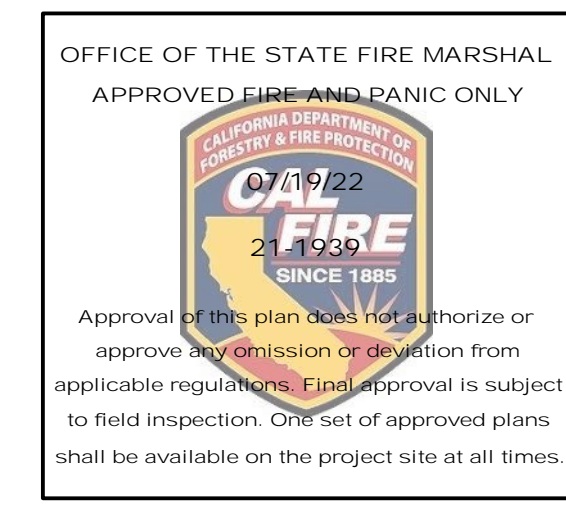 OFFICE OF THE STATE FIRE MARSHAL
APPROVED FIRE AND PANIC ONLY
CALIFORNIA DEPARTMENT OF
FORESTRY & FIRE PROTECTION
CAL
07/19/22
FIRE
21-1939
SINCE 1885
Approval of this plan does not authorize or
approve any omission or deviation from
applicable regulations. Final approval is subject
to field inspection. One set of approved plans
shall be available on the project site at all times.